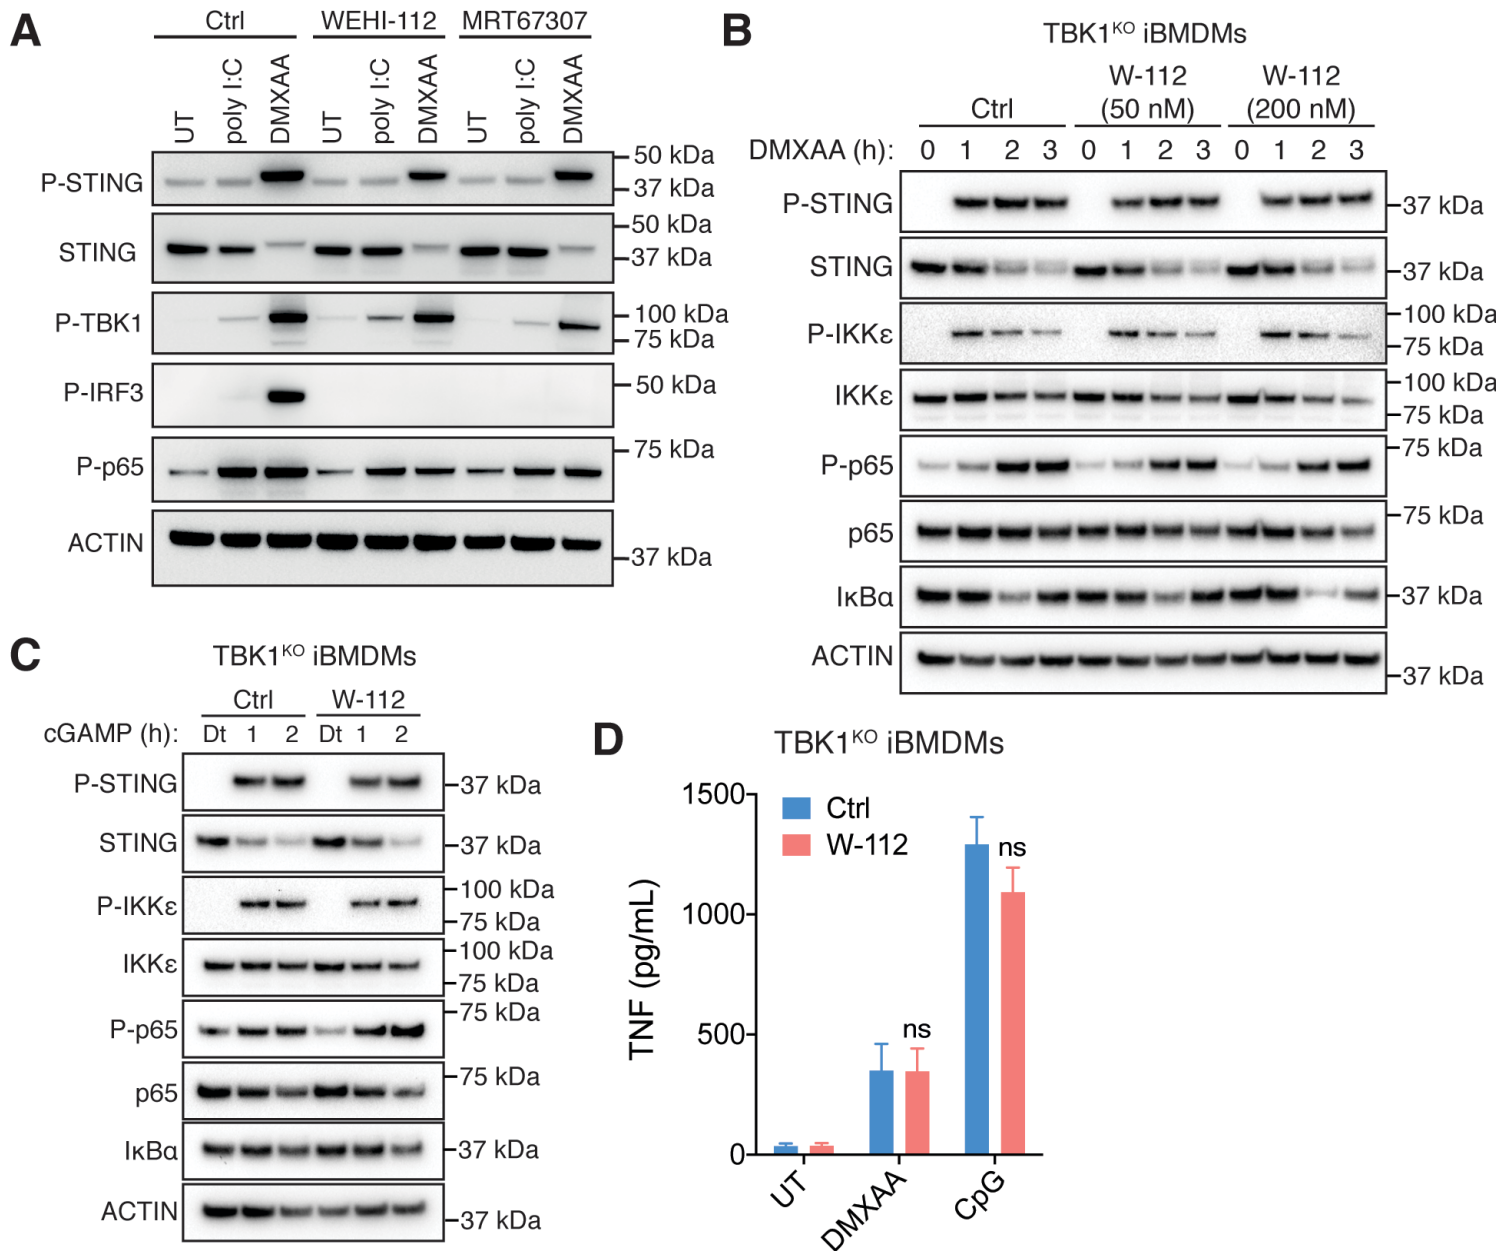 A
Ctrl WEHI-112 MRT67307
UT poly I:C DMXAA UT poly I:C DMXAA UT poly I:C DMXAA
P-STING 50 kDa
37 kDa
STING 50 kDa
37 kDa
P-TBK1 100 kDa
75 kDa
P-IRF3 50 kDa
P-p65 75 kDa
ACTIN 37 kDa
B
TBK1KO iBMDMs
Ctrl W-112 (50 nM) W-112 (200 nM)
DMXAA (h): 0 1 2 3 0 1 2 3 0 1 2 3
P-STING 37 kDa
STING 37 kDa
P-IKKε 100 kDa
75 kDa
IKKε 100 kDa
75 kDa
P-p65 75 kDa
p65 75 kDa
IκBα 37 kDa
ACTIN 37 kDa
C
TBK1KO iBMDMs
Ctrl W-112
cGAMP (h): Dt 1 2 Dt 1 2
P-STING 37 kDa
STING 37 kDa
P-IKKε 100 kDa
75 kDa
IKKε 100 kDa
75 kDa
P-p65 75 kDa
p65 75 kDa
IκBα 37 kDa
ACTIN 37 kDa
D
TBK1KO iBMDMs
TNF (pg/mL)
1500
1000
500
0
Ctrl
W-112
ns
ns
UT DMXAA CpG